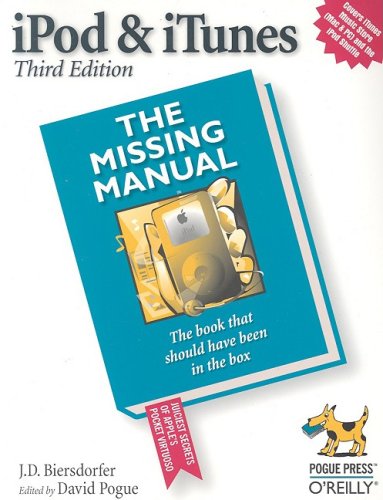 iPod & iTunes
Third Edition
Covers iTunes
Music Store
(Mac & PC) and the
iPod Shuffle
THE
MISSING
MANUAL
iPod
The book that
should have been
in the box
JUICIEST SECRETS
OF APPLE'S
POCKET VIRTUOSO
J.D. Biersdorfer
Edited by David Pogue
POGUE PRESS™
O'REILLY®